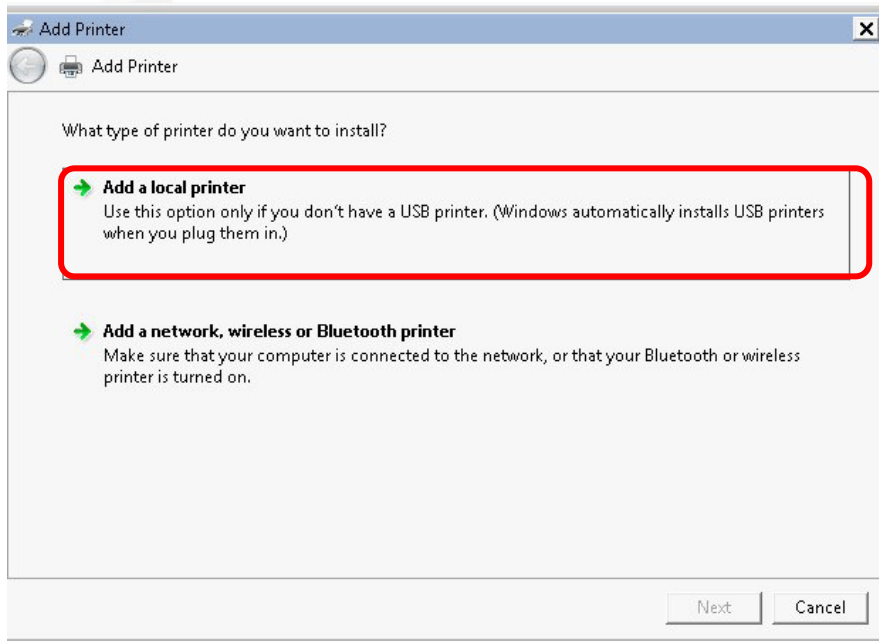 Add Printer
Add Printer
What type of printer do you want to install?
Add a local printer
Use this option only if you don't have a USB printer. (Windows automatically installs USB printers
when you plug them in.)
Add a network, wireless or Bluetooth printer
Make sure that your computer is connected to the network, or that your Bluetooth or wireless
printer is turned on.
Next Cancel